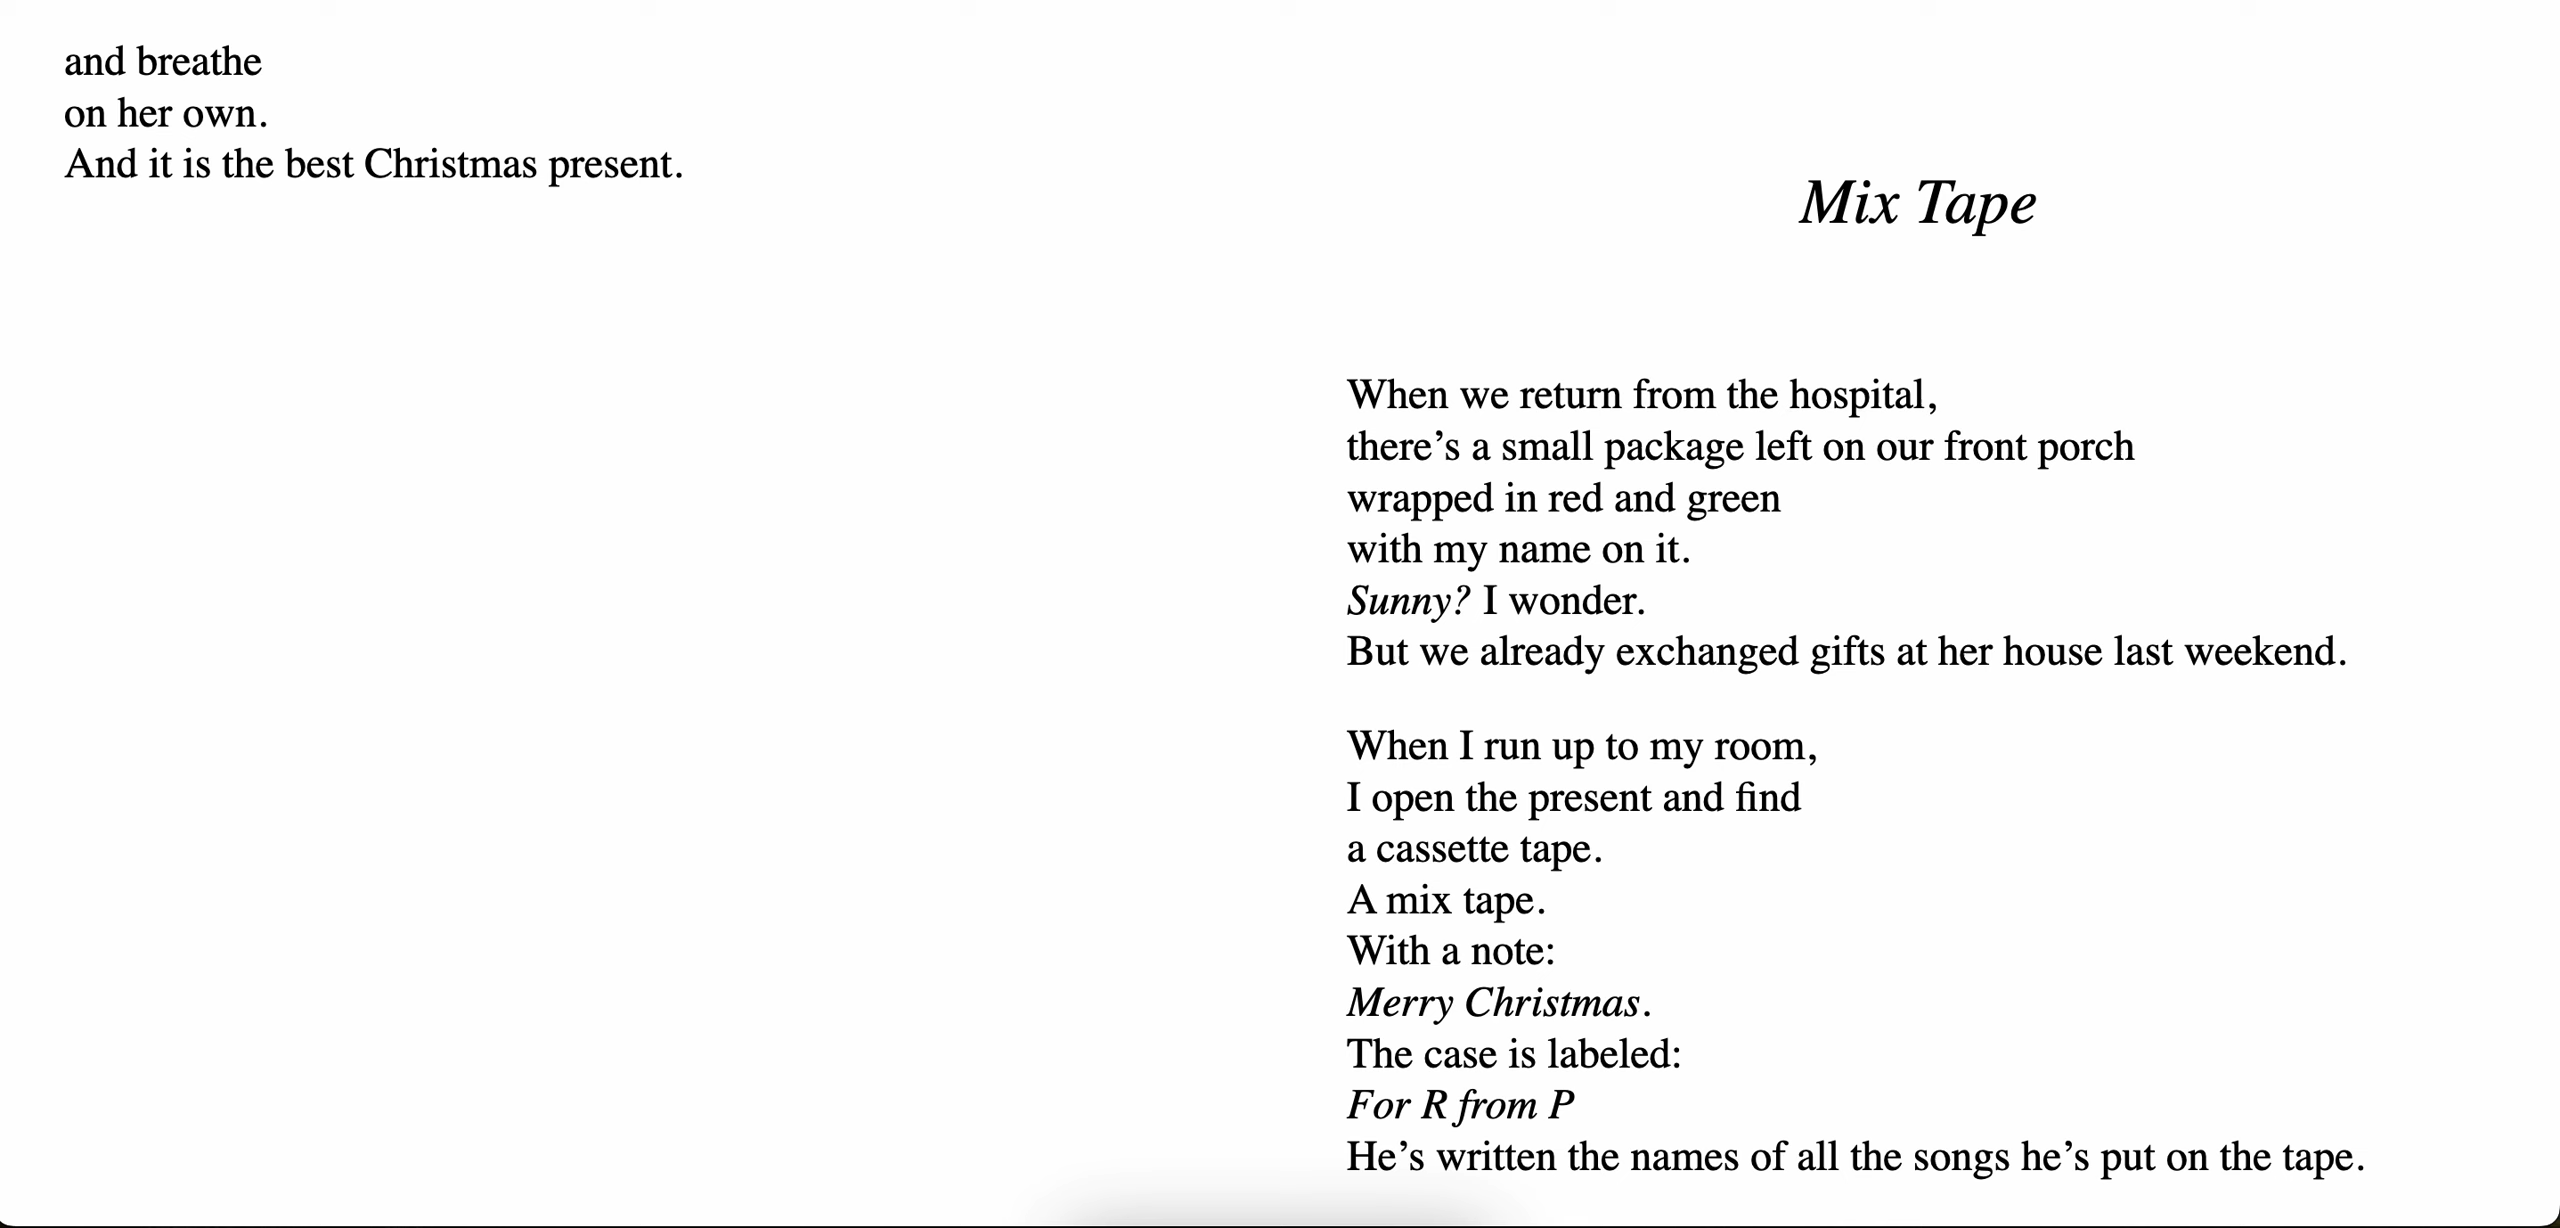 and breathe
on her own.
And it is the best Christmas present.
Mix Tape
When we return from the hospital,
there’s a small package left on our front porch
wrapped in red and green
with my name on it.
Sunny? I wonder.
But we already exchanged gifts at her house last weekend.
When I run up to my room,
I open the present and find
a cassette tape.
A mix tape.
With a note:
Merry Christmas.
The case is labeled:
For R from P
He’s written the names of all the songs he’s put on the tape.